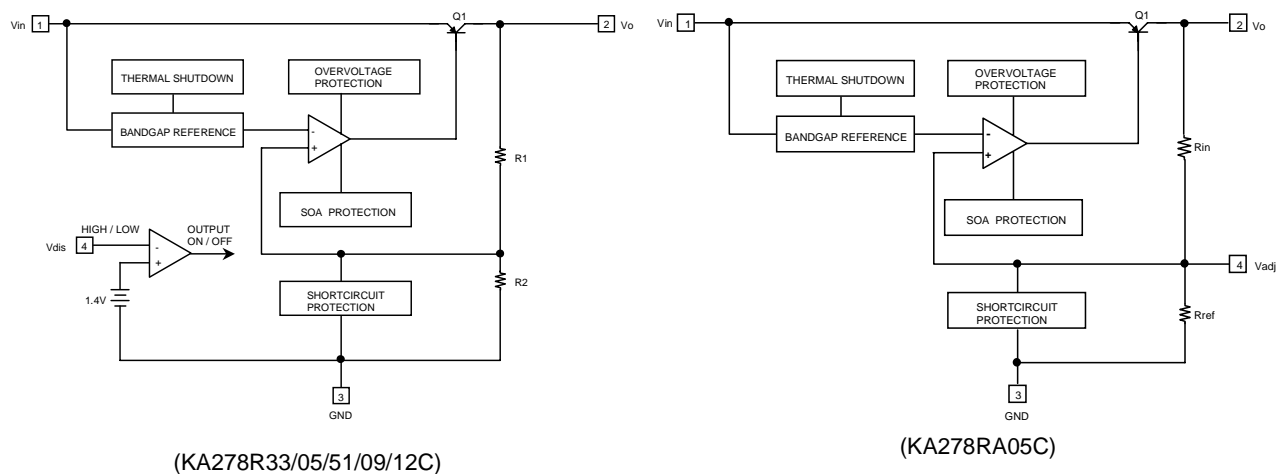 Q1
Vin 1
2 Vo
THERMAL SHUTDOWN
OVERVOLTAGE
PROTECTION
BANDGAP REFERENCE
-
+
R1
SOA PROTECTION
HIGH / LOW
OUTPUT
ON / OFF
Vdis 4
-
+
1.4V
R2
SHORTCIRCUIT
PROTECTION
3
GND
(KA278R33/05/51/09/12C)
Q1
Vin 1
2 Vo
THERMAL SHUTDOWN
OVERVOLTAGE
PROTECTION
BANDGAP REFERENCE
-
+
Rin
SOA PROTECTION
4 Vadj
SHORTCIRCUIT
PROTECTION
Rref
3
GND
(KA278RA05C)